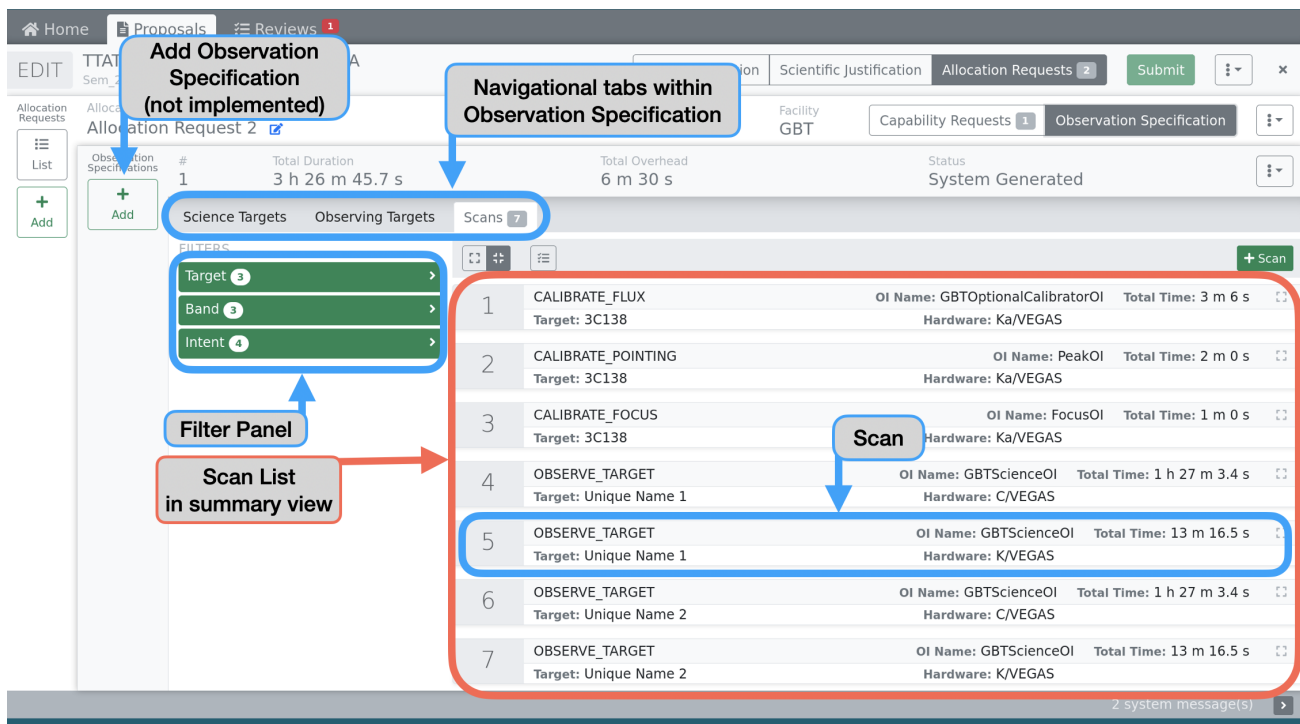 Home Proposals Reviews 1
Add Observation
Specification
(not implemented)
EDIT
Scientific Justification Allocation Requests 2 Submit
Navigational tabs within
Observation Specification
Allocation
Requests
List
Add
Allocation Request 2
Facility
GBT
Capability Requests 1 Observation Specification
Observation
Specifications
Add
# Total Duration Total Overhead Status
1 3 h 26 m 45.7 s 6 m 30 s System Generated
Science Targets Observing Targets Scans 7
FILTERS
Target 3
Band 3
Intent 4
Filter Panel
Scan List
in summary view
+ Scan
1 CALIBRATE_FLUX OI Name: GBTOptionalCalibratorOI Total Time: 3 m 6 s
Target: 3C138 Hardware: Ka/VEGAS
2 CALIBRATE_POINTING OI Name: PeakOI Total Time: 2 m 0 s
Target: 3C138 Hardware: Ka/VEGAS
3 CALIBRATE_FOCUS OI Name: FocusOI Total Time: 1 m 0 s
Target: 3C138 Hardware: Ka/VEGAS
Scan
4 OBSERVE_TARGET OI Name: GBTScienceOI Total Time: 1 h 27 m 3.4 s
Target: Unique Name 1 Hardware: C/VEGAS
5 OBSERVE_TARGET OI Name: GBTScienceOI Total Time: 13 m 16.5 s
Target: Unique Name 1 Hardware: K/VEGAS
6 OBSERVE_TARGET OI Name: GBTScienceOI Total Time: 1 h 27 m 3.4 s
Target: Unique Name 2 Hardware: C/VEGAS
7 OBSERVE_TARGET OI Name: GBTScienceOI Total Time: 13 m 16.5 s
Target: Unique Name 2 Hardware: K/VEGAS
2 system message(s)